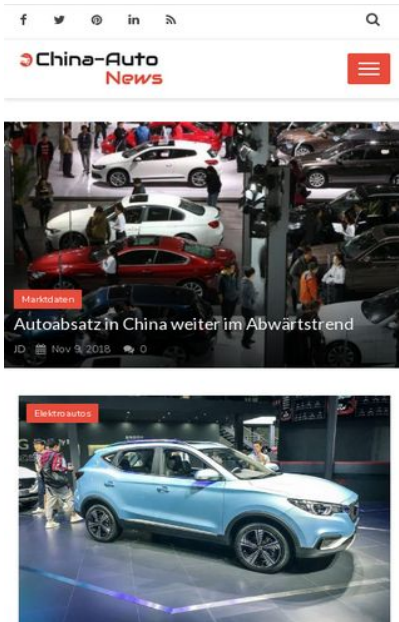 China-Auto
News
Marktdaten
Autoabsatz in China weiter im Abwärtstrend
JD Nov 9, 2018 0
Elektroautos